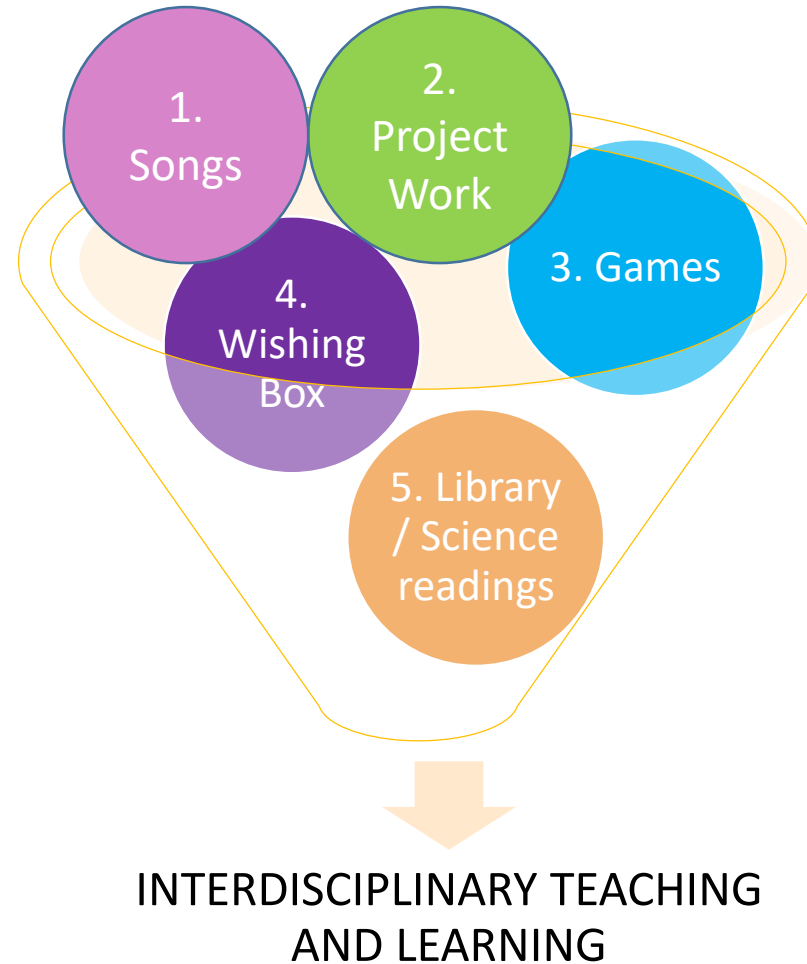 1.
Songs
2.
Project
Work
3. Games
4.
Wishing
Box
5. Library
/ Science
readings
INTERDISCIPLINARY TEACHING
AND LEARNING